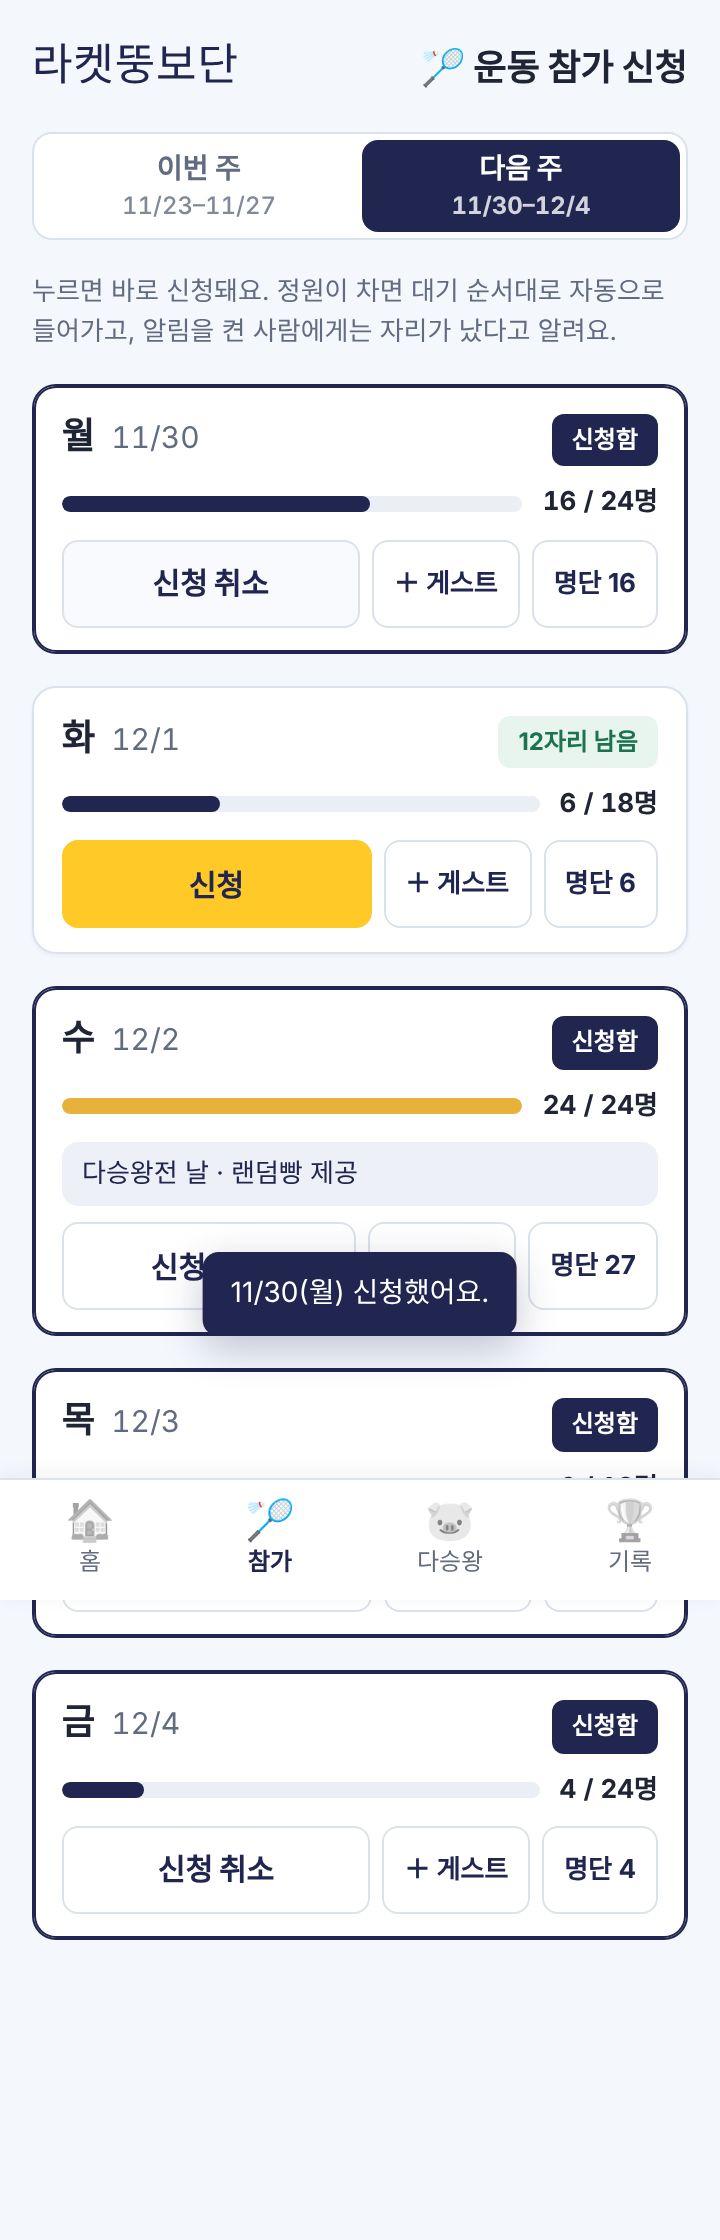 라켓뚱보단
운동 참가 신청
이번 주
11/23–11/27
다음 주
11/30–12/4
누르면 바로 신청돼요. 정원이 차면 대기 순서대로 자동으로
들어가고, 알림을 켠 사람에게는 자리가 났다고 알려요.
월 11/30
신청함
16 / 24명
신청 취소
+ 게스트
명단 16
화 12/1
12자리 남음
6 / 18명
신청
+ 게스트
명단 6
수 12/2
신청함
24 / 24명
다승왕전 날 · 랜덤빵 제공
신청
명단 27
11/30(월) 신청했어요.
목 12/3
신청함
홈
참가
다승왕
기록
금 12/4
신청함
4 / 24명
신청 취소
+ 게스트
명단 4